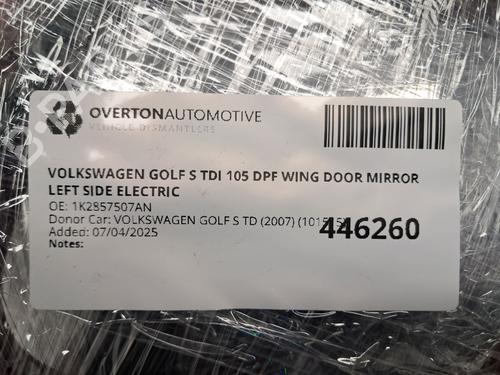 OVERTONAUTOMOTIVE
VEHICLE DISMANTLERS
VOLKSWAGEN GOLF S TDI 105 DPF WING DOOR MIRROR
LEFT SIDE ELECTRIC
OE: 1K2857507AN
Donor Car: VOLKSWAGEN GOLF S TD (2007)
446260
Added: 07/04/2025
Notes: